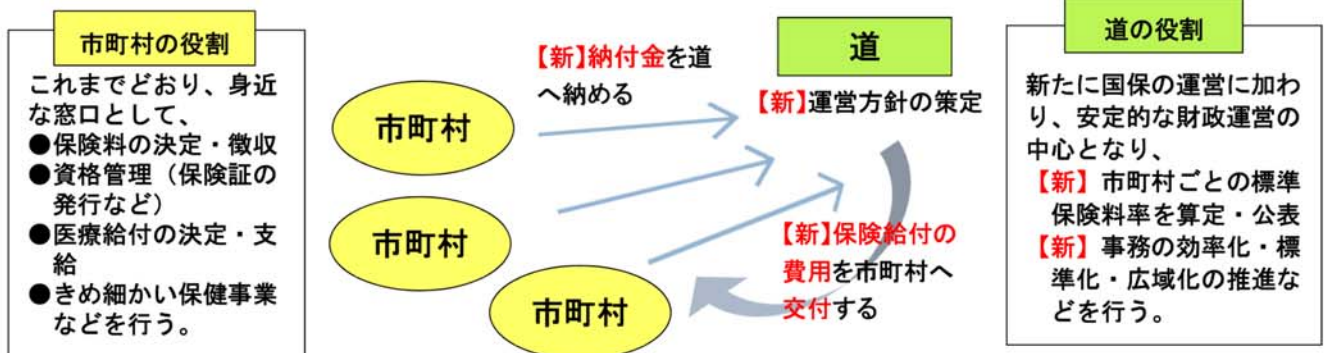 市町村の役割
これまでどおり、身近
な窓口として、
●保険料の決定・徴収
●資格管理（保険証の
発行など）
●医療給付の決定・支
給
●きめ細かい保健事業
などを行う。
市町村
市町村
市町村
【新】納付金を道
へ納める
道
【新】運営方針の策定
【新】保険給付の
費用を市町村へ
交付する
道の役割
新たに国保の運営に加わ
り、安定的な財政運営の
中心となり、
【新】 市町村ごとの標準
保険料率を算定・公表
【新】 事務の効率化・標
準化・広域化の推進な
どを行う。